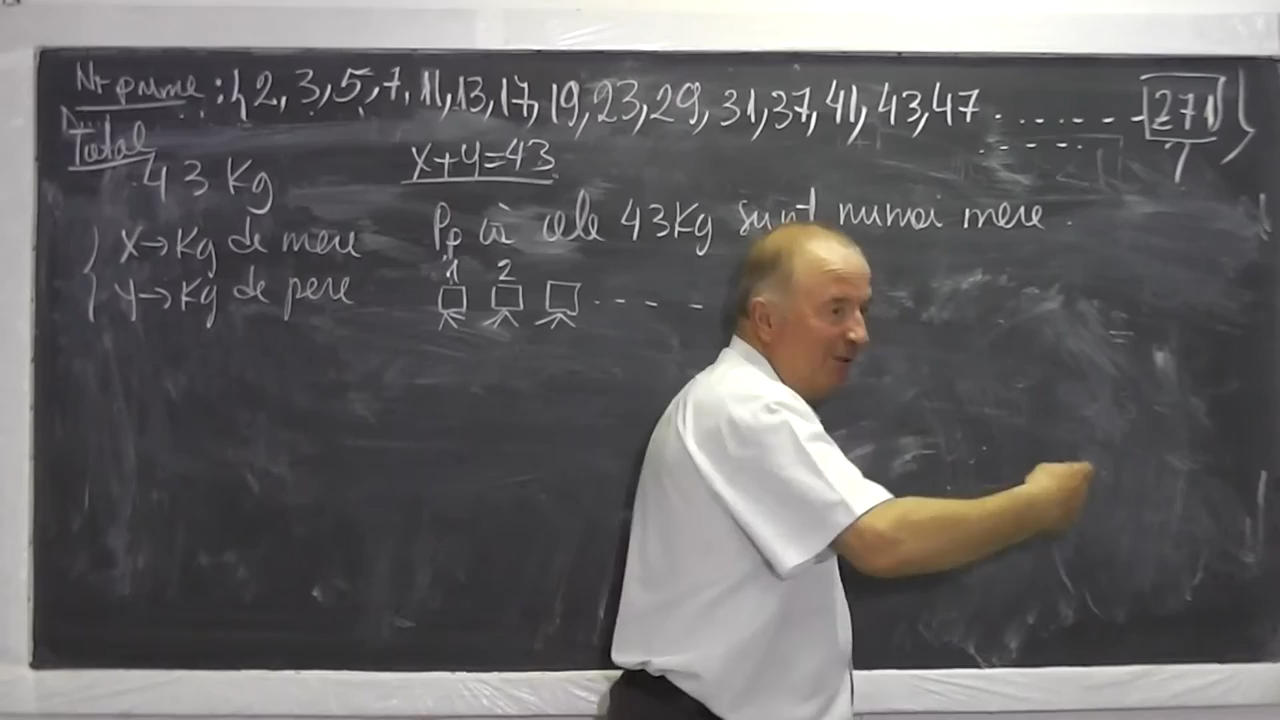 Nr prime : { 2, 3, 5, 7, 11, 13, 17, 19, 23, 29, 31, 37, 41, 43, 47 ........ 271 }
?
Total
43 Kg
x+y=43
x→Kg de mere
y→Kg de pere
Pp că cele 43Kg sunt numai mere.
1 2